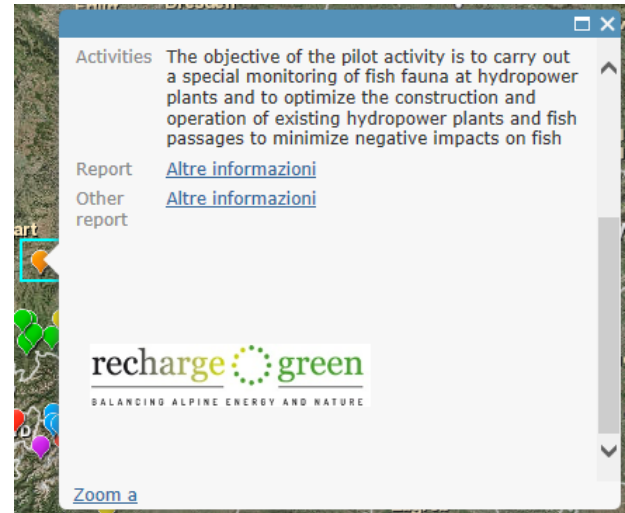 Activities The objective of the pilot activity is to carry out
a special monitoring of fish fauna at hydropower
plants and to optimize the construction and
operation of existing hydropower plants and fish
passages to minimize negative impacts on fish
Report Altre informazioni
Other Altre informazioni
report
art
recharge green
BALANCING ALPINE ENERGY AND NATURE
Zoom a